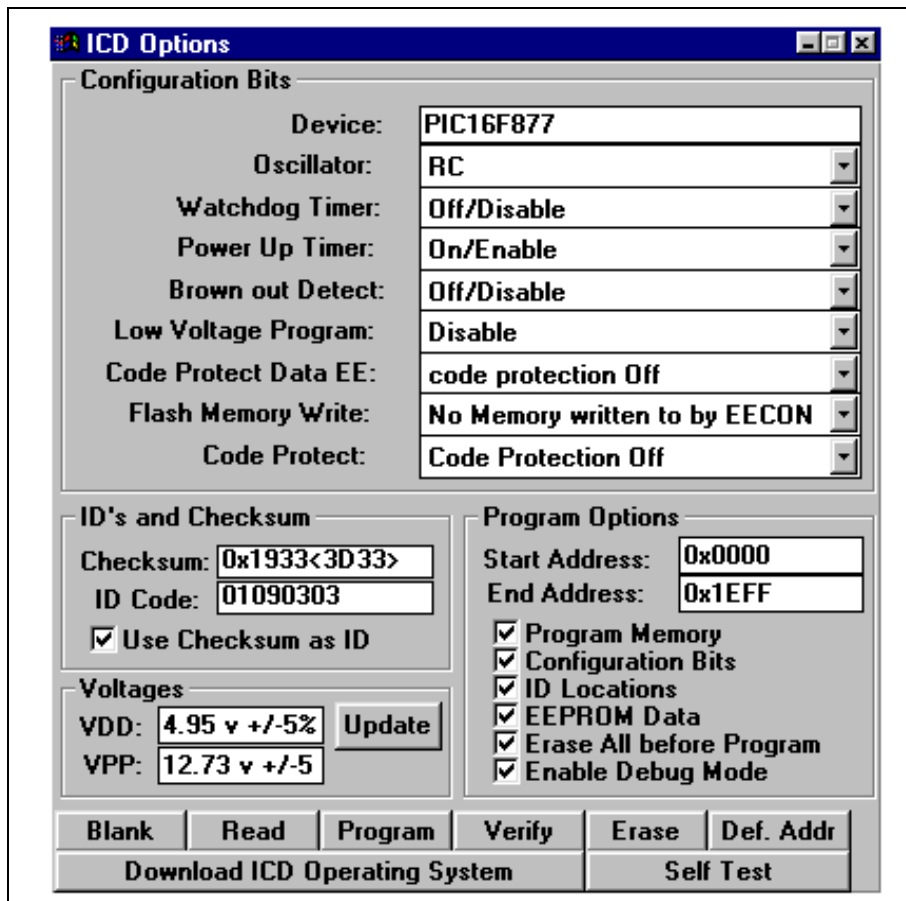 ICD Options
Configuration Bits
Device: PIC16F877
Oscillator: RC
Watchdog Timer: Off/Disable
Power Up Timer: On/Enable
Brown out Detect: Off/Disable
Low Voltage Program: Disable
Code Protect Data EE: code protection Off
Flash Memory Write: No Memory written to by EECON
Code Protect: Code Protection Off
ID's and Checksum
Checksum: 0x1933<3D33>
ID Code: 01090303
Use Checksum as ID
Voltages
VDD: 4.95 v +/-5% Update
VPP: 12.73 v +/-5
Program Options
Start Address: 0x0000
End Address: 0x1EFF
Program Memory
Configuration Bits
ID Locations
EEPROM Data
Erase All before Program
Enable Debug Mode
Blank Read Program Verify Erase Def. Addr
Download ICD Operating System Self Test